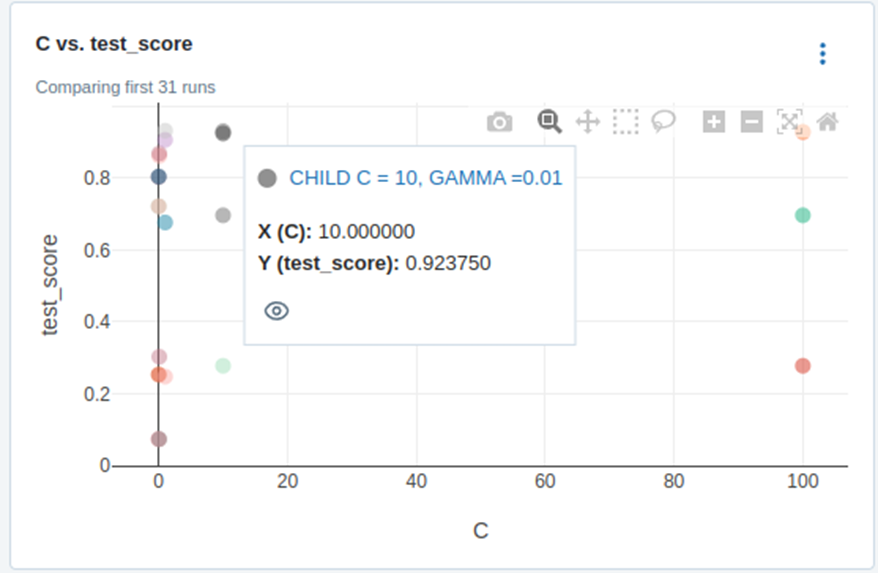 C vs. test_score
Comparing first 31 runs
CHILD C = 10, GAMMA =0.01
X (C): 10.000000
Y (test_score): 0.923750
test_score
0.8
0.6
0.4
0.2
0
0
20
40
60
80
100
C